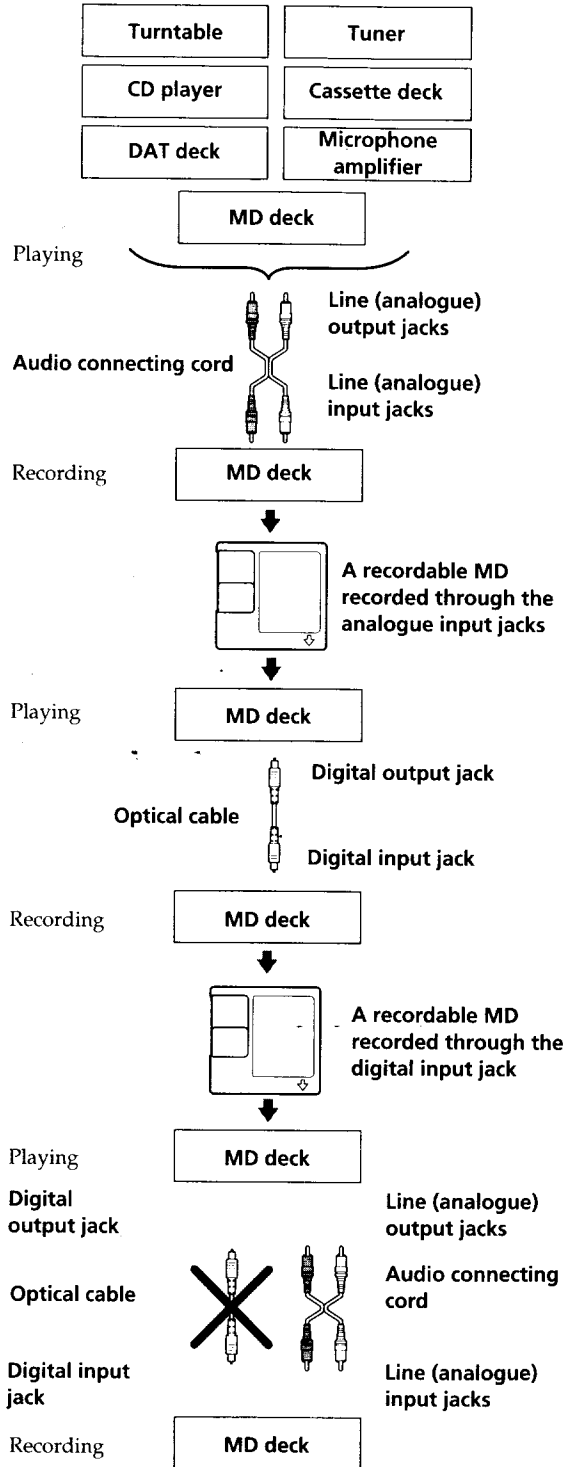 Turntable
Tuner
CD player
Cassette deck
DAT deck
Microphone
amplifier
MD deck
Playing
Line (analogue)
output jacks
Audio connecting cord
Line (analogue)
input jacks
Recording
MD deck
A recordable MD
recorded through the
analogue input jacks
Playing
MD deck
Digital output jack
Optical cable
Digital input jack
Recording
MD deck
A recordable MD
recorded through the
digital input jack
Playing
MD deck
Digital
output jack
Line (analogue)
output jacks
Optical cable
Audio connecting
cord
Digital input
jack
Line (analogue)
input jacks
Recording
MD deck